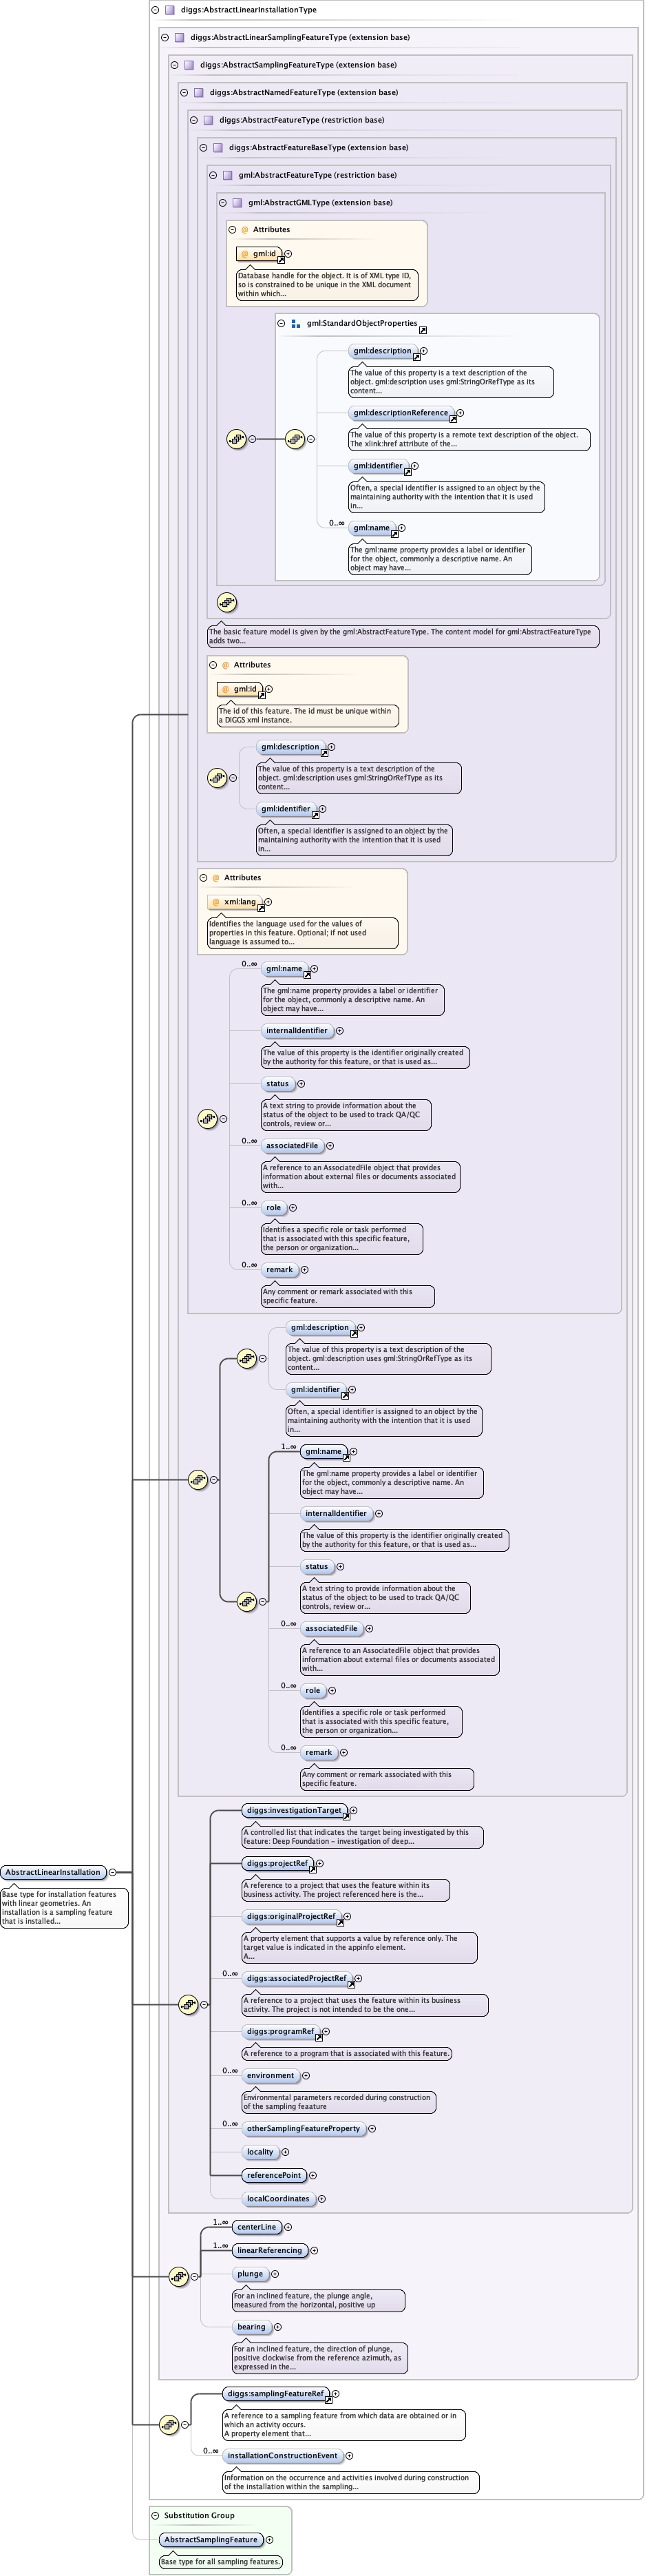 diggs:AbstractLinearInstallationType
diggs:AbstractLinearSamplingFeatureType (extension base)
diggs:AbstractSamplingFeatureType (extension base)
diggs:AbstractNamedFeatureType (extension base)
diggs:AbstractFeatureType (restriction base)
diggs:AbstractFeatureBaseType (extension base)
gml:AbstractFeatureType (restriction base)
gml:AbstractGMLType (extension base)
@ Attributes
@ gml:id
Database handle for the object. It is of XML type ID,
so is constrained to be unique in the XML document
within which...
gml:StandardObjectProperties
gml:description
The value of this property is a text description of the
object. gml:description uses gml:StringOrRefType as its
content...
gml:descriptionReference
The value of this property is a remote text description of the object.
The xlink:href attribute of the...
gml:identifier
Often, a special identifier is assigned to an object by the
maintaining authority with the intention that it is used
in...
0..∞
gml:name
The gml:name property provides a label or identifier
for the object, commonly a descriptive name. An
object may have...
The basic feature model is given by the gml:AbstractFeatureType. The content model for gml:AbstractFeatureType
adds two...
@ Attributes
@ gml:id
The id of this feature. The id must be unique within
a DIGGS xml instance.
gml:description
The value of this property is a text description of the
object. gml:description uses gml:StringOrRefType as its
content...
gml:identifier
Often, a special identifier is assigned to an object by the
maintaining authority with the intention that it is used
in...
@ Attributes
@ xml:lang
Identifies the language used for the values of
properties in this feature. Optional; if not used
language is assumed to...
0..∞
gml:name
The gml:name property provides a label or identifier
for the object, commonly a descriptive name. An
object may have...
internalIdentifier
The value of this property is the identifier originally created
by the authority for this feature, or that is used as...
status
A text string to provide information about the
status of the object to be used to track QA/QC
controls, review or...
0..∞
associatedFile
A reference to an AssociatedFile object that provides
information about external files or documents associated
with...
0..∞
role
Identifies a specific role or task performed
that is associated with this specific feature,
the person or organization...
0..∞
remark
Any comment or remark associated with this
specific feature.
gml:description
The value of this property is a text description of the
object. gml:description uses gml:StringOrRefType as its
content...
gml:identifier
Often, a special identifier is assigned to an object by the
maintaining authority with the intention that it is used
in...
1..∞
gml:name
The gml:name property provides a label or identifier
for the object, commonly a descriptive name. An
object may have...
internalIdentifier
The value of this property is the identifier originally created
by the authority for this feature, or that is used as...
status
A text string to provide information about the
status of the object to be used to track QA/QC
controls, review or...
0..∞
associatedFile
A reference to an AssociatedFile object that provides
information about external files or documents associated
with...
0..∞
role
Identifies a specific role or task performed
that is associated with this specific feature,
the person or organization...
0..∞
remark
Any comment or remark associated with this
specific feature.
diggs:investigationTarget
A controlled list that indicates the target being investigated by this
feature: Deep Foundation - investigation of deep...
diggs:projectRef
A reference to a project that uses the feature within its
business activity. The project referenced here is the...
AbstractLinearInstallation
Base type for installation features
with linear geometries. An
installation is a sampling feature
that is installed...
diggs:originalProjectRef
A property element that supports a value by reference only. The
target value is indicated in the appinfo element.
A...
0..∞
diggs:associatedProjectRef
A reference to a project that uses the feature within its business
activity. The project is not intended to be the one...
diggs:programRef
A reference to a program that is associated with this feature.
0..∞
environment
Environmental parameters recorded during construction
of the sampling feaature
0..∞
otherSamplingFeatureProperty
locality
referencePoint
localCoordinates
1..∞
centerLine
1..∞
linearReferencing
plunge
For an inclined feature, the plunge angle,
measured from the horizontal, positive up
bearing
For an inclined feature, the direction of plunge,
positive clockwise from the reference azimuth, as
expressed in the...
diggs:samplingFeatureRef
A reference to a sampling feature from which data are obtained or in
which an activity occurs.
A property element that...
0..∞
installationConstructionEvent
Information on the occurrence and activities involved during construction
of the installation within the sampling...
Substitution Group
AbstractSamplingFeature
Base type for all sampling features.